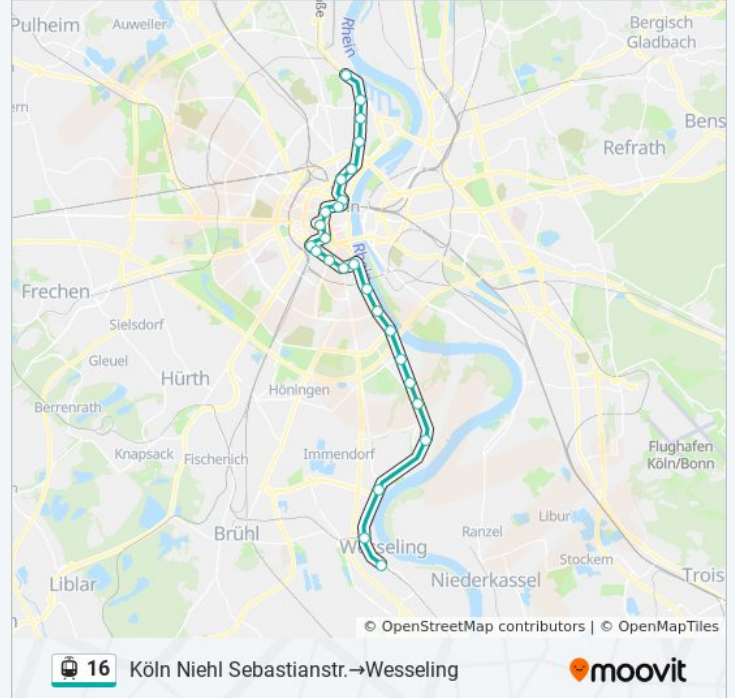 Pulheim
Auweiler
Rhein
Bergisch
Gladbach
Bens
Refrath
Frechen
Rhein
Sielsdorf
Gleuel
Hürth
Höningen
Berrenrath
Knapsack
Fischenich
Immendorf
Flughafen
Köln/Bonn
Brühl
Wesseling
Ranzel
Libur
Stockem
Liblar
Niederkassel
Trois
© OpenStreetMap contributors | © OpenMapTiles
16 Köln Niehl Sebastianstr.→Wesseling
moovit